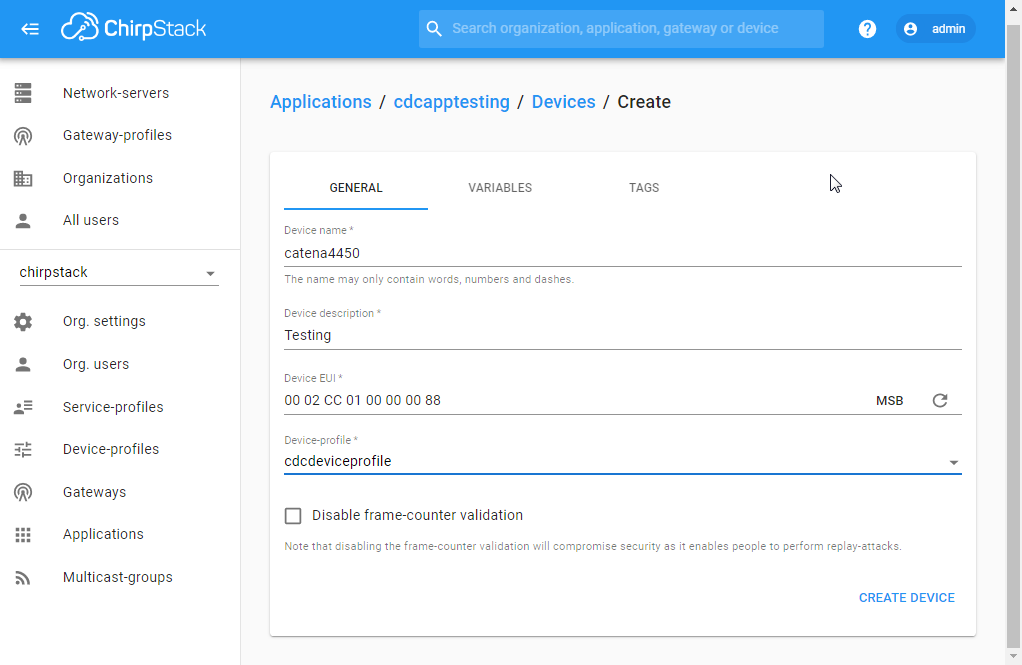 ChirpStack
Search organization, application, gateway or device
? admin
Network-servers
Gateway-profiles
Organizations
All users
chirpstack
Org. settings
Org. users
Service-profiles
Device-profiles
Gateways
Applications
Multicast-groups
Applications / cdcapptesting / Devices / Create
GENERAL VARIABLES TAGS
Device name *
catena4450
The name may only contain words, numbers and dashes.
Device description *
Testing
Device EUI *
00 02 CC 01 00 00 00 88 MSB
Device-profile *
cdcdeviceprofile
Disable frame-counter validation
Note that disabling the frame-counter validation will compromise security as it enables people to perform replay-attacks.
CREATE DEVICE